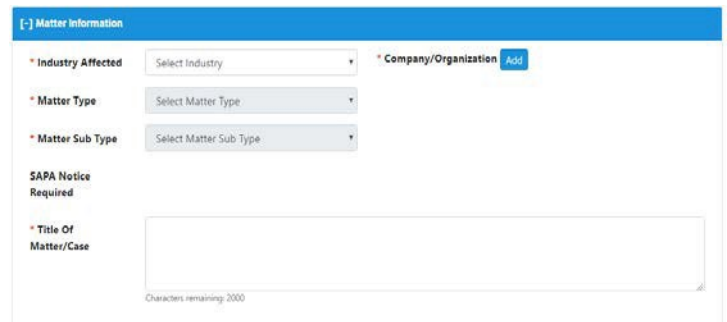 [-] Matter Information
* Industry Affected Select Industry * Company/Organization Add
* Matter Type Select Matter Type
* Matter Sub Type Select Matter Sub Type
SAPA Notice
Required
* Title Of
Matter/Case
Characters remaining: 2000